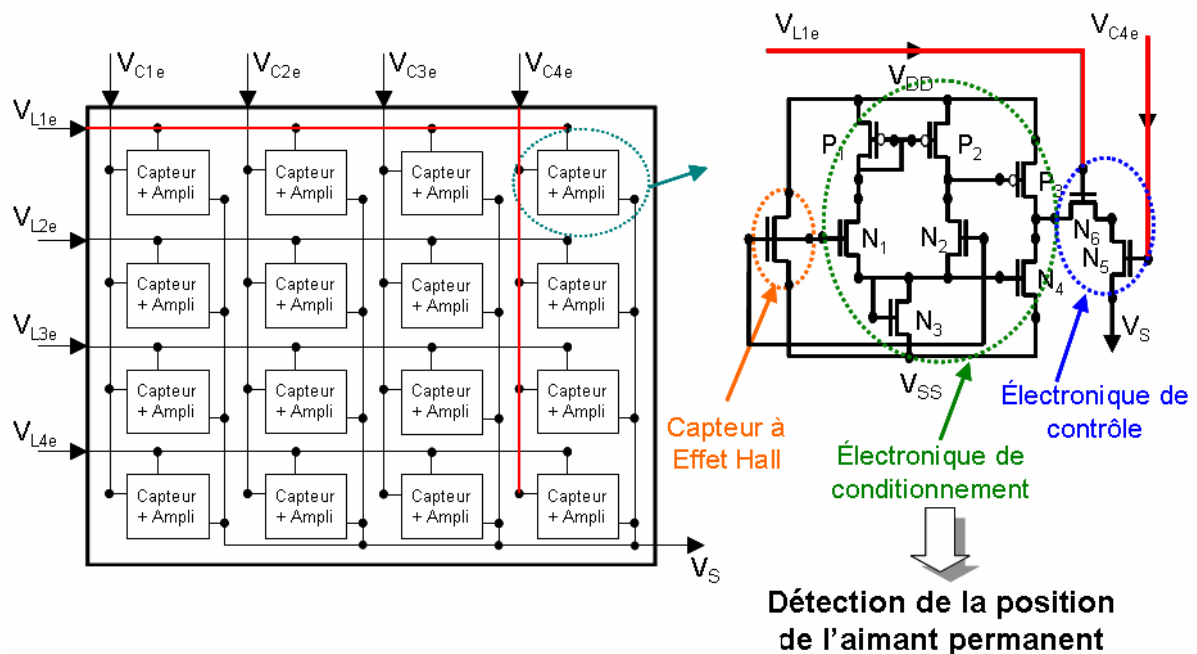 VC1e
VC2e
VC3e
VC4e
VL1e
Capteur
+ Ampli
Capteur
+ Ampli
Capteur
+ Ampli
Capteur
+ Ampli
VL2e
Capteur
+ Ampli
Capteur
+ Ampli
Capteur
+ Ampli
Capteur
+ Ampli
VL3e
Capteur
+ Ampli
Capteur
+ Ampli
Capteur
+ Ampli
Capteur
+ Ampli
VL4e
Capteur
+ Ampli
Capteur
+ Ampli
Capteur
+ Ampli
Capteur
+ Ampli
VS
VL1e
VC4e
VDD
P1
P2
P3
N1
N2
N6
N5
N4
N3
VS
VSS
Capteur à
Effet Hall
Électronique de
conditionnement
Électronique de
contrôle
Détection de la position
de l'aimant permanent